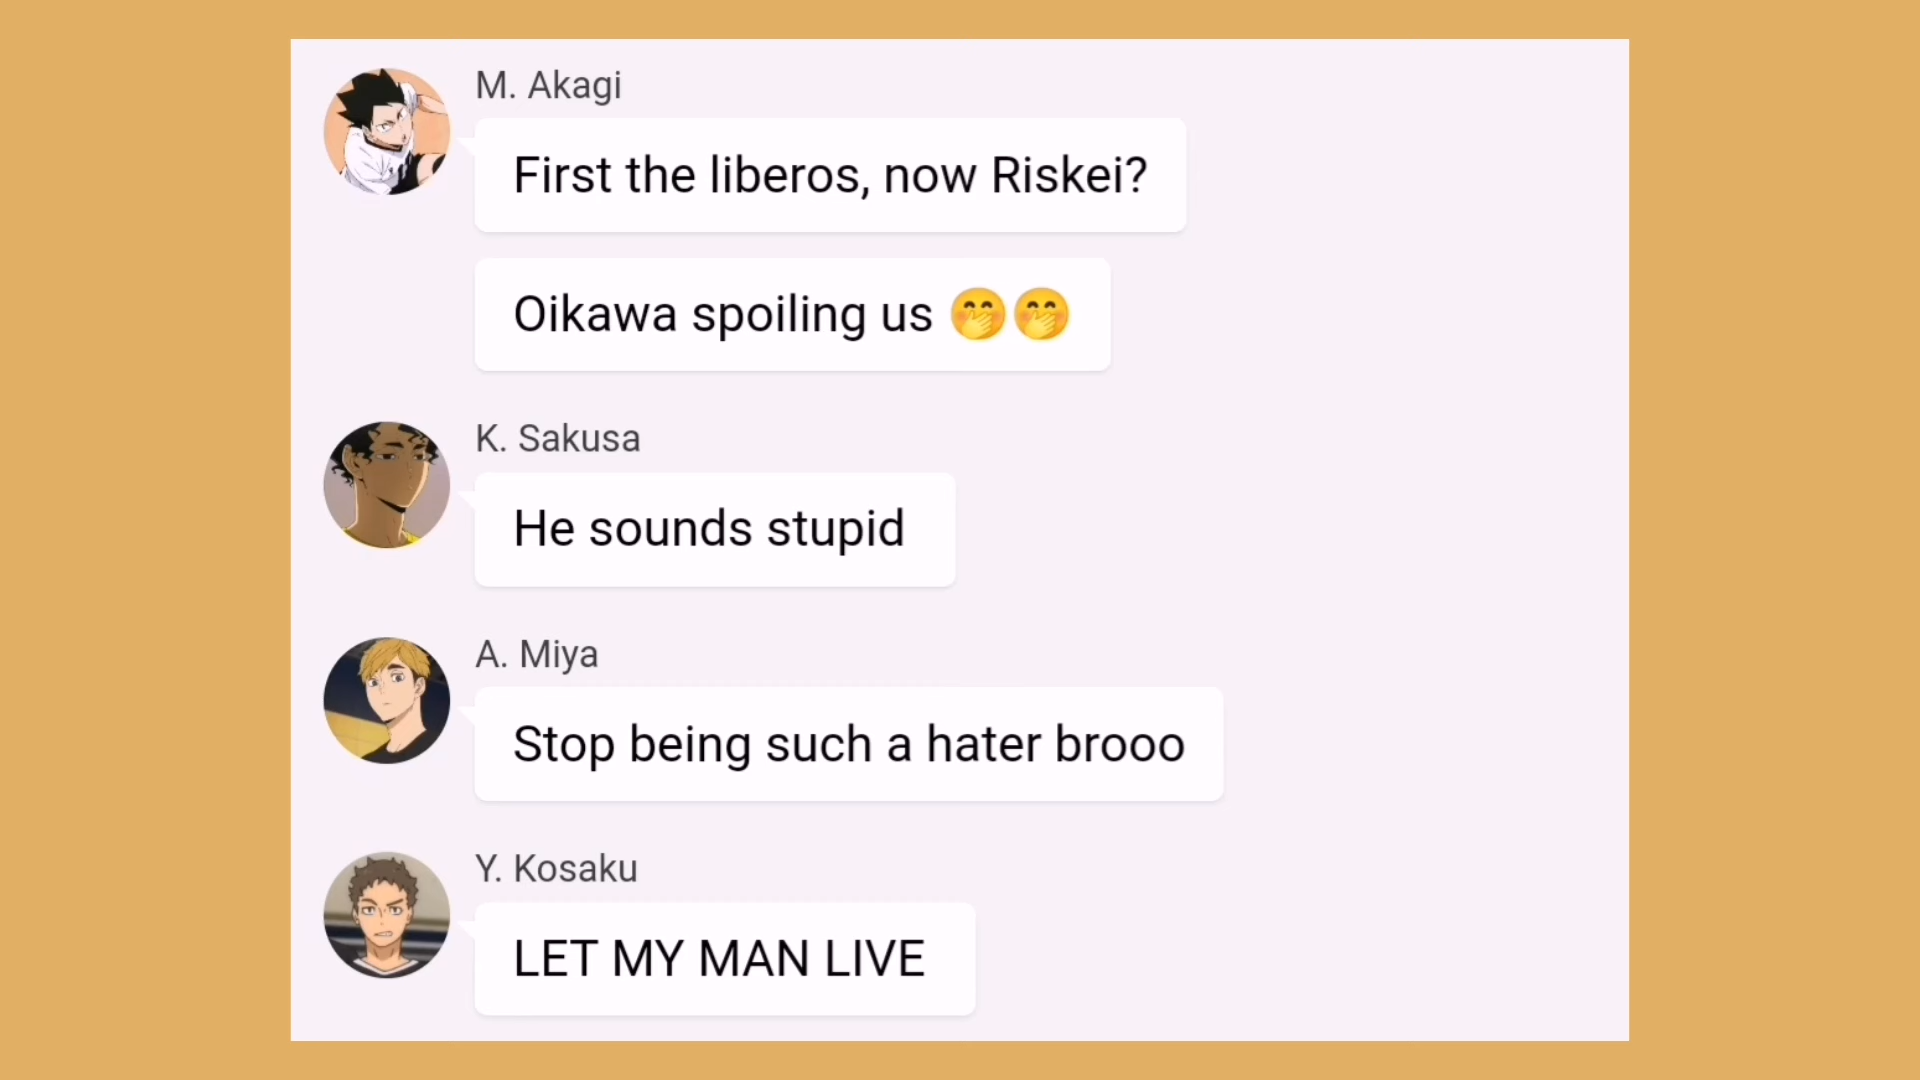 M. Akagi
First the liberos, now Riskei?
Oikawa spoiling us 🤭🤭
K. Sakusa
He sounds stupid
A. Miya
Stop being such a hater brooo
Y. Kosaku
LET MY MAN LIVE